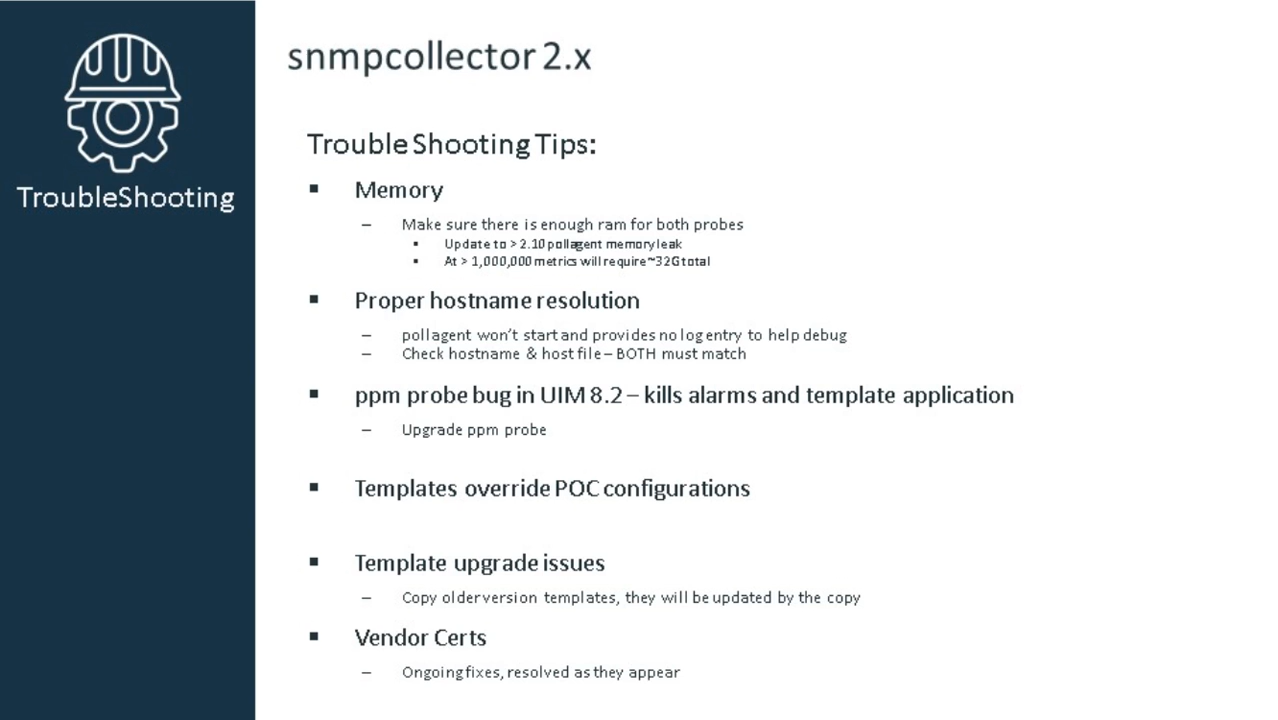 TroubleShooting
snmpcollector 2.x
Trouble Shooting Tips:
▪ Memory
– Make sure there is enough ram for both probes
▪ Update to > 2.10 pollagent memory leak
▪ At > 1,000,000 metrics will require ~32G total
▪ Proper hostname resolution
– pollagent won’t start and provides no log entry to help debug
– Check hostname & host file – BOTH must match
▪ ppm probe bug in UIM 8.2 – kills alarms and template application
– Upgrade ppm probe
▪ Templates override POC configurations
▪ Template upgrade issues
– Copy older version templates, they will be updated by the copy
▪ Vendor Certs
– Ongoing fixes, resolved as they appear